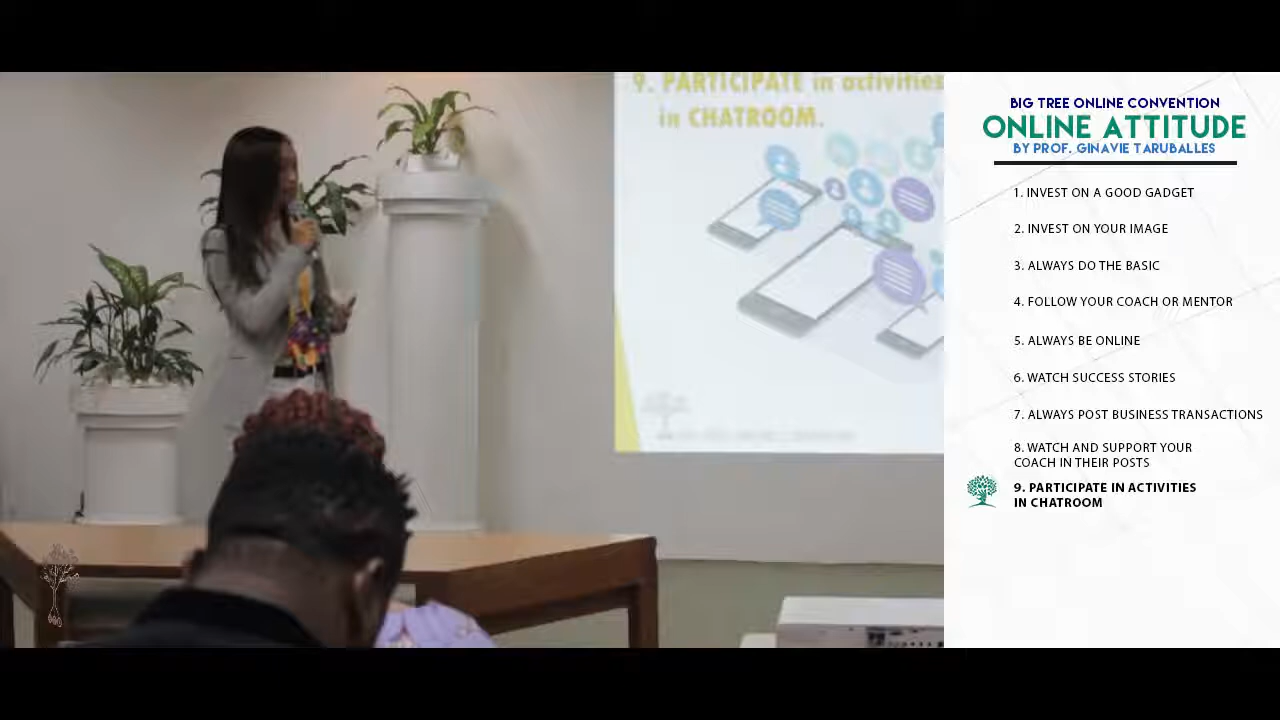 9. PARTICIPATE in activities
in CHATROOM.
BIG TREE ONLINE CONVENTION
ONLINE ATTITUDE
BY PROF. GINAVIE TARUBALLES
1. INVEST ON A GOOD GADGET
2. INVEST ON YOUR IMAGE
3. ALWAYS DO THE BASIC
4. FOLLOW YOUR COACH OR MENTOR
5. ALWAYS BE ONLINE
6. WATCH SUCCESS STORIES
7. ALWAYS POST BUSINESS TRANSACTIONS
8. WATCH AND SUPPORT YOUR
COACH IN THEIR POSTS
9. PARTICIPATE IN ACTIVITIES
IN CHATROOM